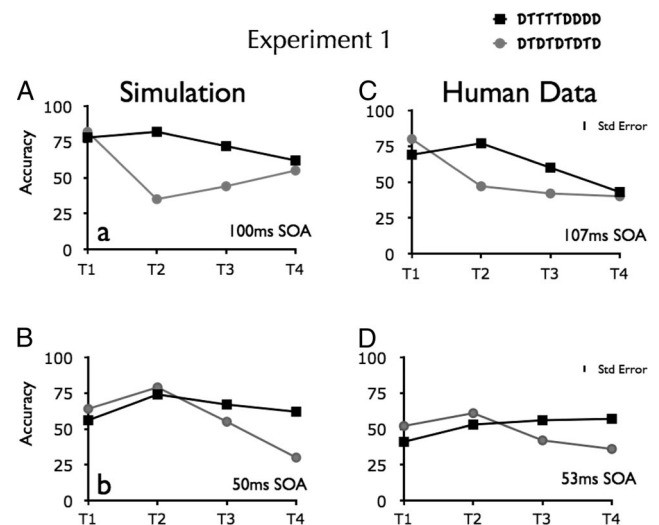 DTTTTDDDD
Experiment 1
DTDTDTDTD
A
Simulation
C
Human Data
100
75
50
25
0
Accuracy
a
100ms SOA
T1 T2 T3 T4
100
75
50
25
0
Std Error
107ms SOA
T1 T2 T3 T4
B
100
75
50
25
0
Accuracy
b
50ms SOA
T1 T2 T3 T4
D
100
75
50
25
0
Std Error
53ms SOA
T1 T2 T3 T4